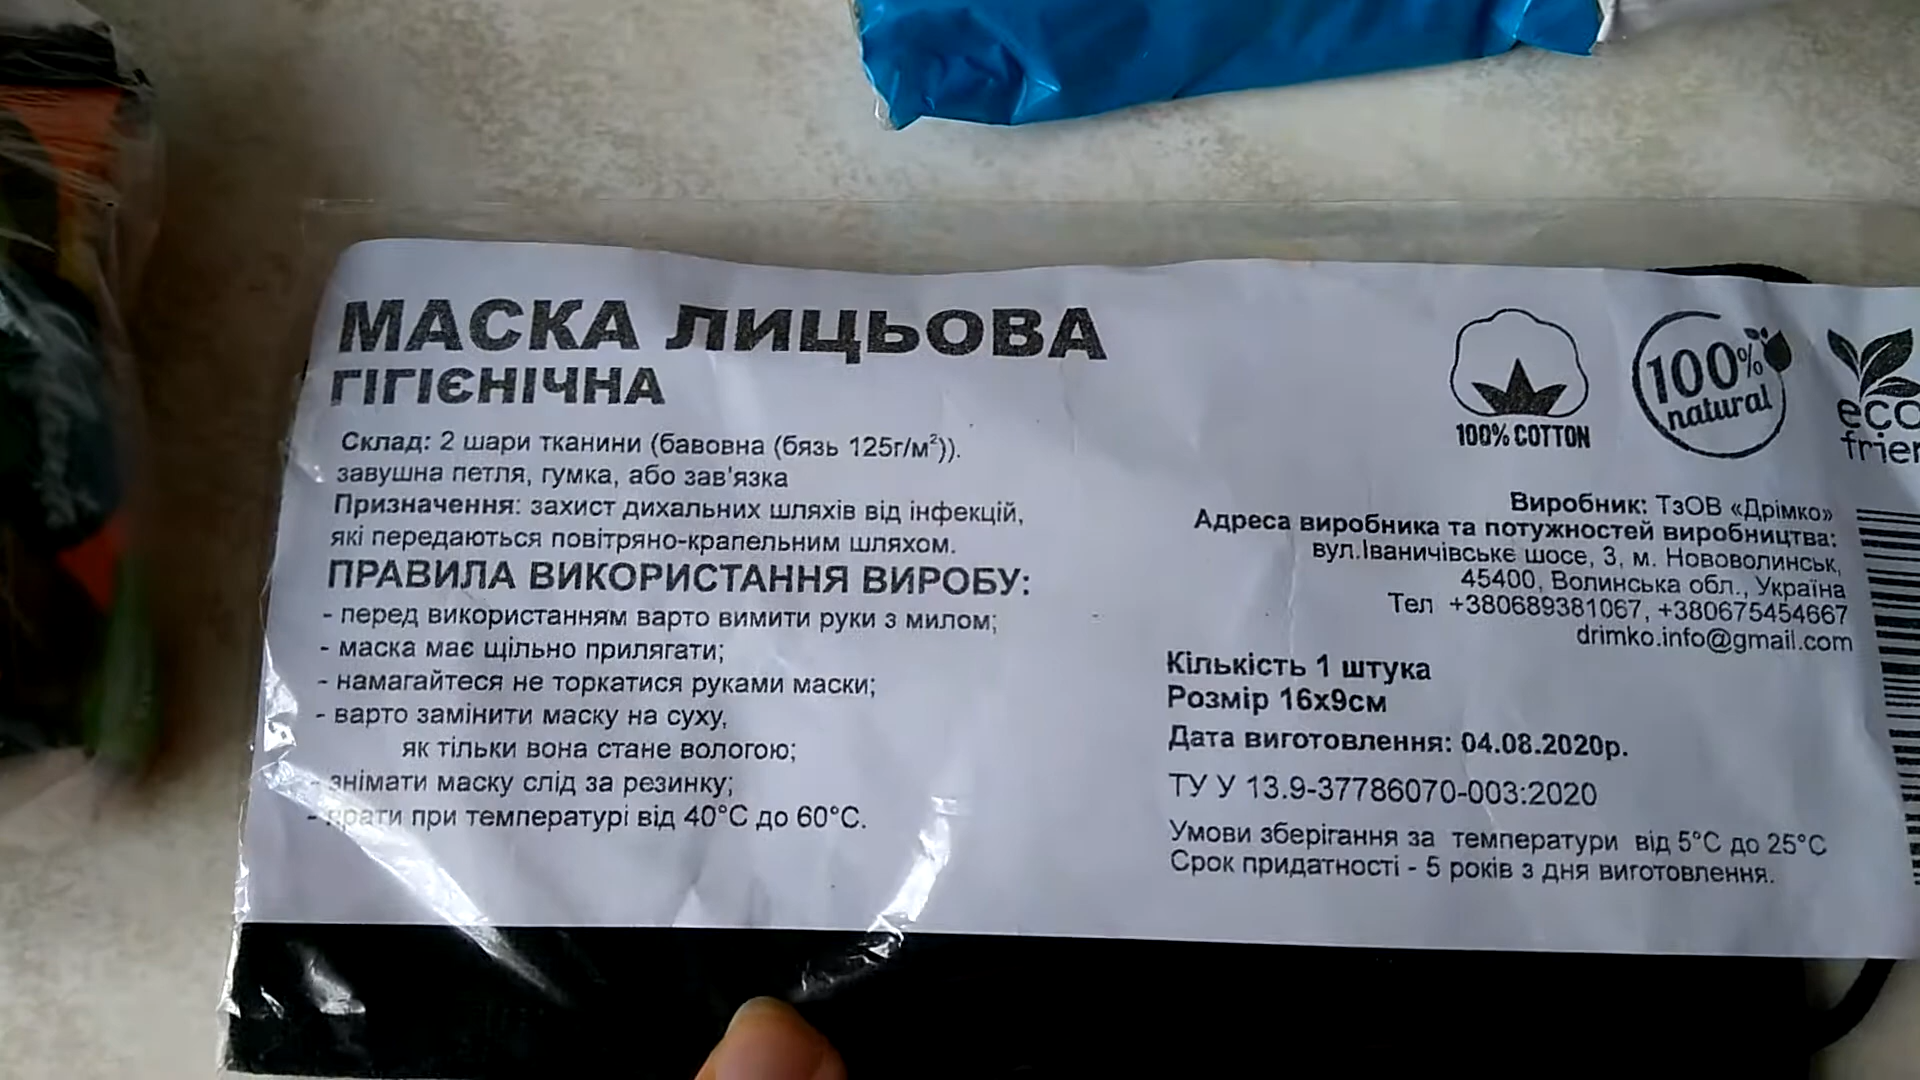 МАСКА ЛИЦЬОВА
ГІГІЄНІЧНА
Склад: 2 шари тканини (бавовна (бязь 125г/м²)).
завушна петля, гумка, або зав'язка
Призначення: захист дихальних шляхів від інфекцій,
які передаються повітряно-крапельним шляхом.
ПРАВИЛА ВИКОРИСТАННЯ ВИРОБУ:
- перед використанням варто вимити руки з милом;
- маска має щільно прилягати;
- намагайтеся не торкатися руками маски;
- варто замінити маску на суху,
як тільки вона стане вологою;
- знімати маску слід за резинку;
- прати при температурі від 40°С до 60°С.
100% COTTON
100% natural
eco
Виробник: ТзОВ «Дрімко»
Адреса виробника та потужностей виробництва:
вул.Іваничівське шосе, 3, м. Нововолинськ,
45400, Волинська обл., Україна
Тел +380689381067, +380675454667
drimko.info@gmail.com
Кількість 1 штука
Розмір 16х9см
Дата виготовлення: 04.08.2020р.
ТУ У 13.9-37786070-003:2020
Умови зберігання за температури від 5°С до 25°С
Срок придатності - 5 років з дня виготовлення.